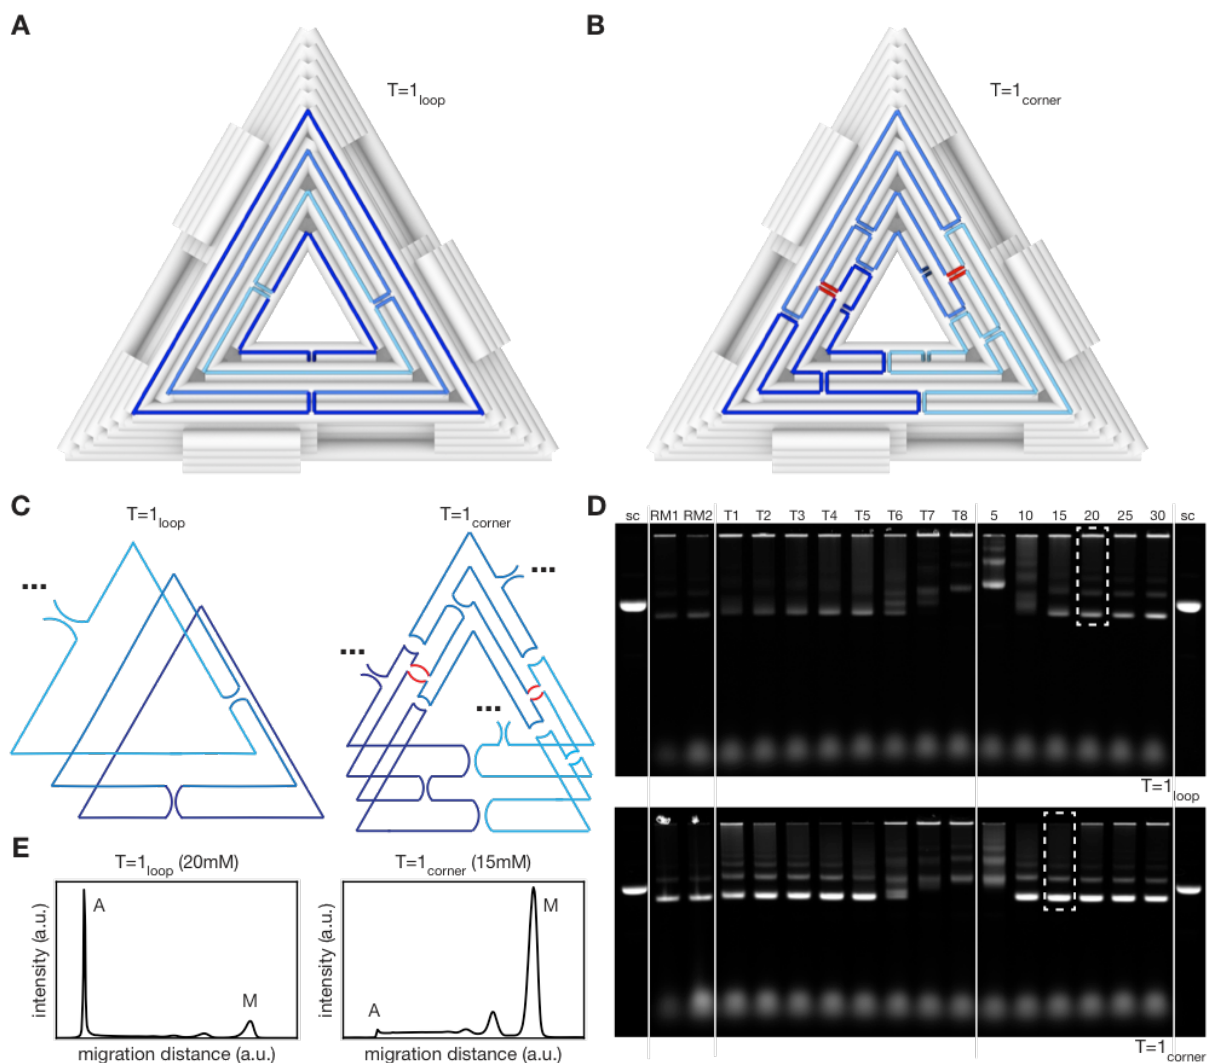 A
B
T=1loop
T=1corner
C
T=1loop
T=1corner
...
...
...
...
D
sc RM1 RM2 T1 T2 T3 T4 T5 T6 T7 T8 5 10 15 20 25 30 sc
T=1loop
T=1corner
E
T=1loop (20mM)
T=1corner (15mM)
intensity (a.u.)
A
M
migration distance (a.u.)
intensity (a.u.)
A
M
migration distance (a.u.)